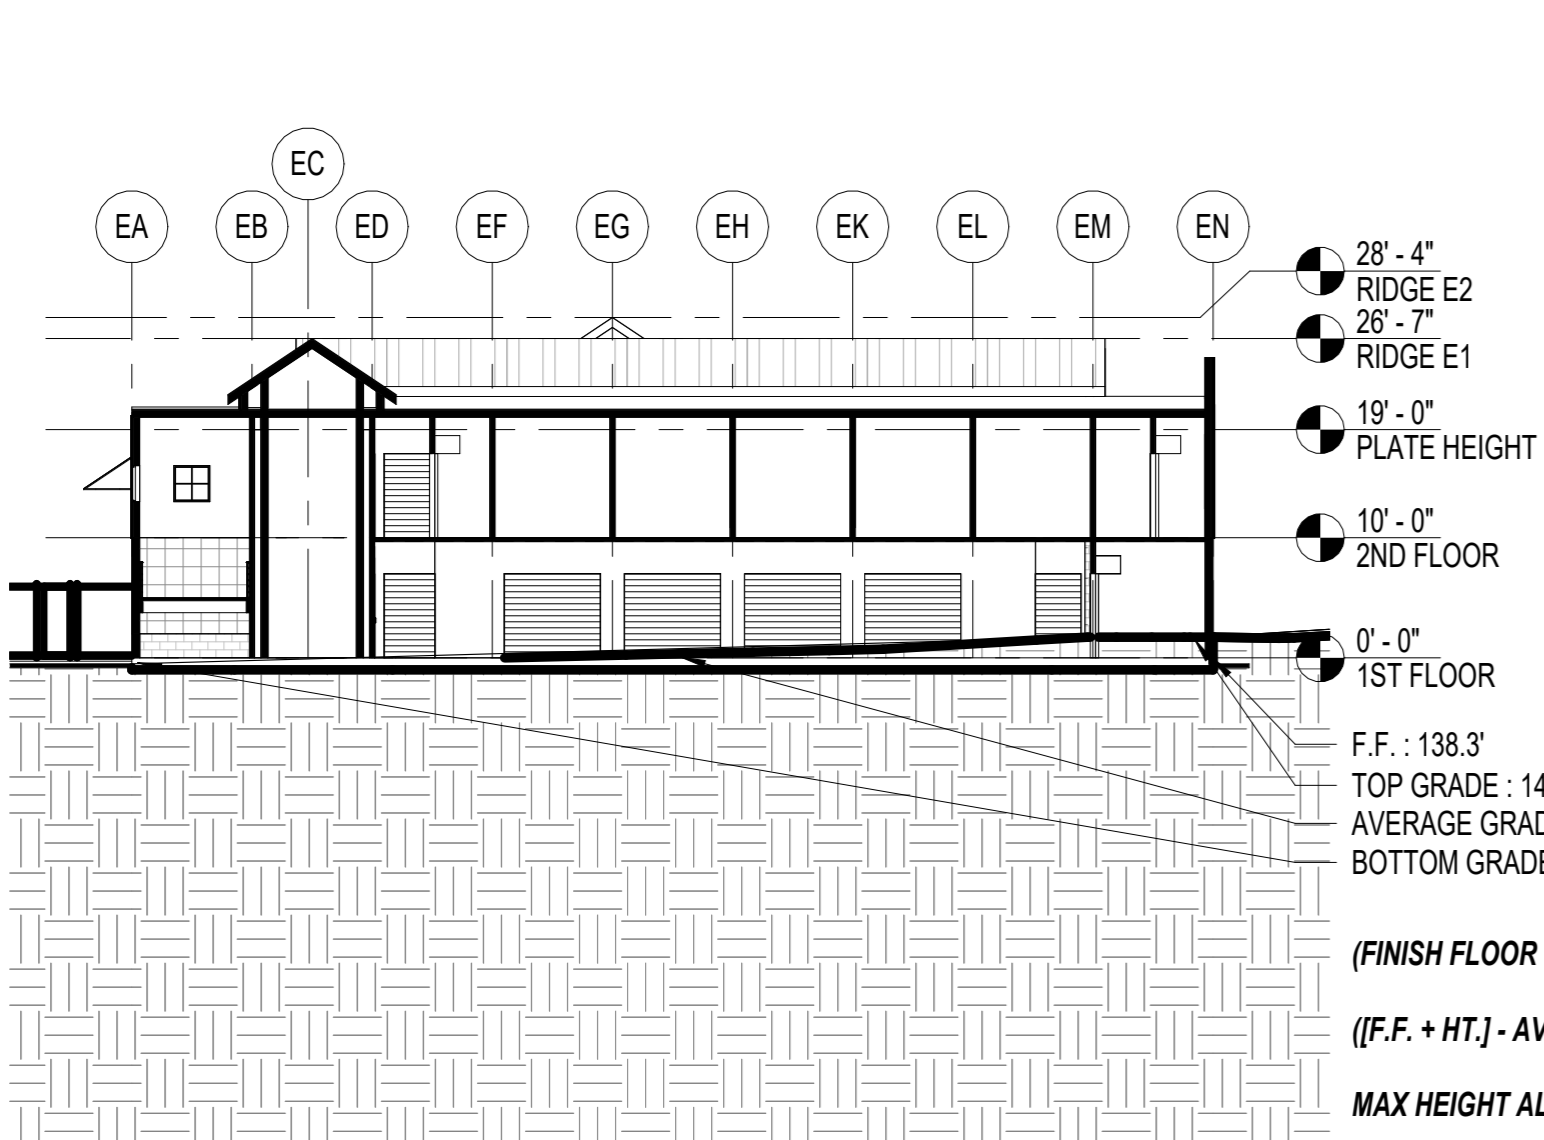 EC
EA EB ED EF EG EH EK EL EM EN
28' - 4"
RIDGE E2
26' - 7"
RIDGE E1
19' - 0"
PLATE HEIGHT
10' - 0"
2ND FLOOR
0' - 0"
1ST FLOOR
F.F. : 138.3'
TOP GRADE : 14
AVERAGE GRAD
BOTTOM GRADE
(FINISH FLOOR
([F.F. + HT.] - AV
MAX HEIGHT AL